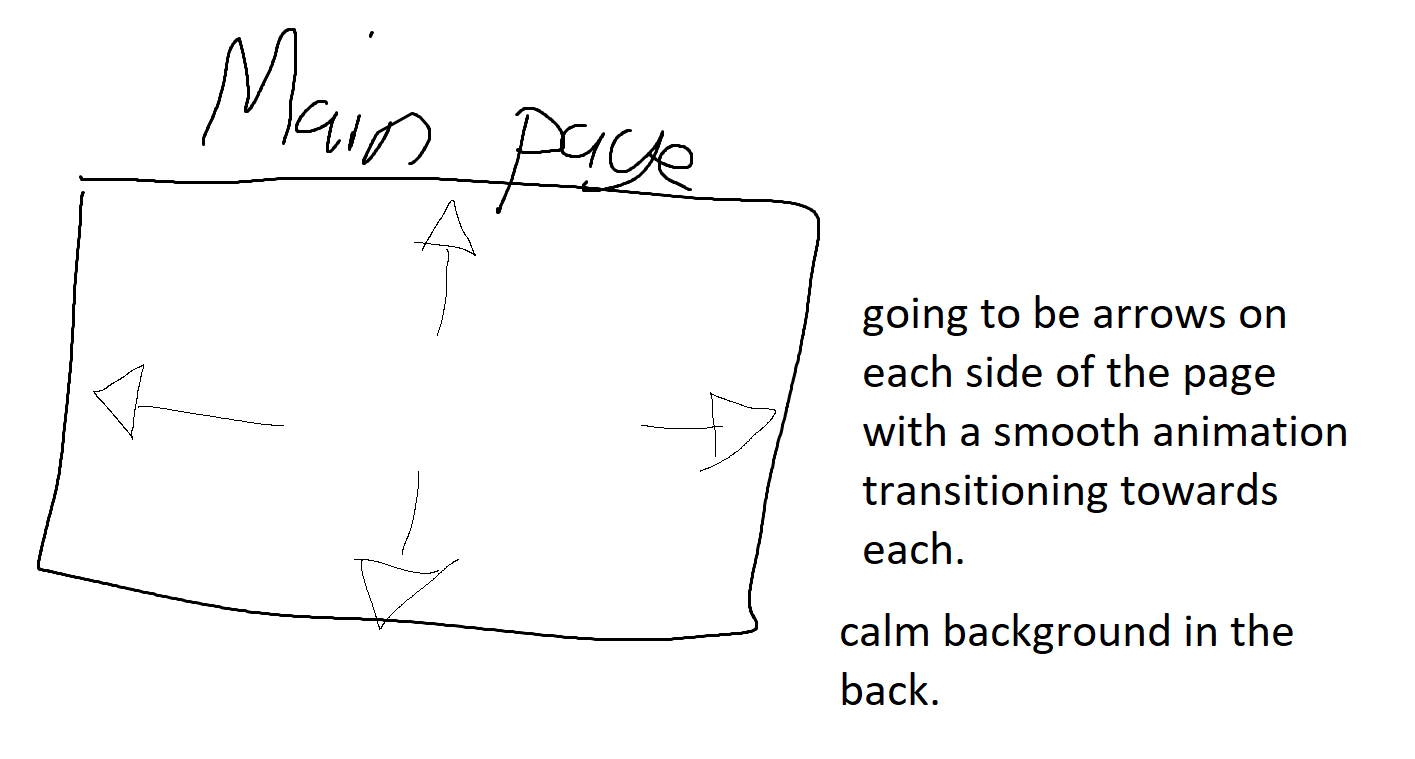 Main page
going to be arrows on
each side of the page
with a smooth animation
transitioning towards
each.
calm background in the
back.